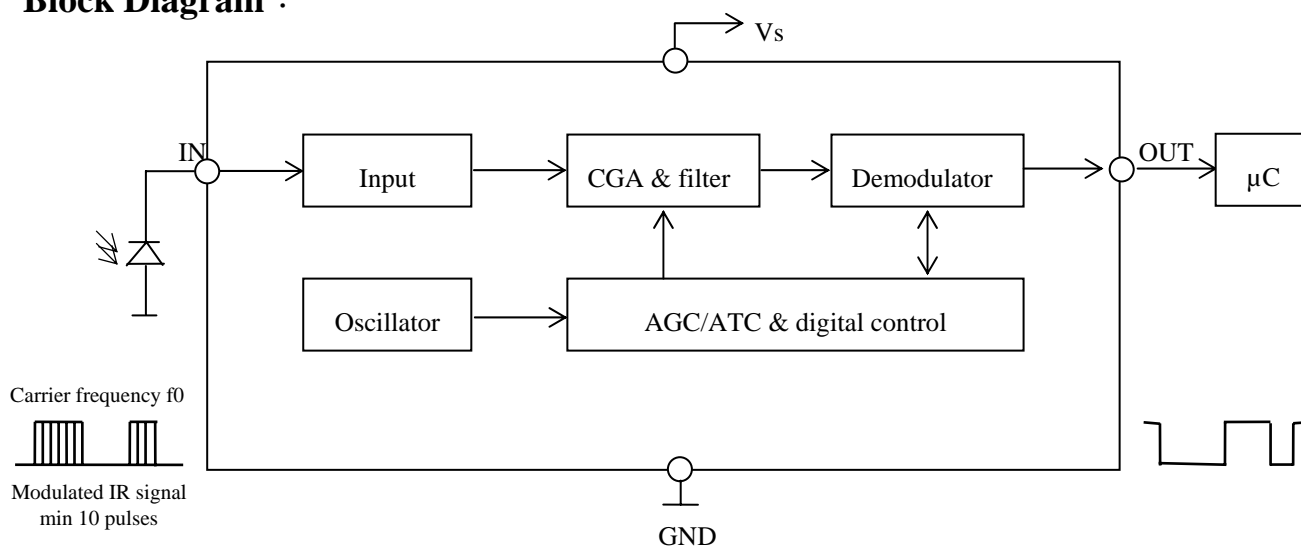 Block Diagram :
Vs
IN
OUT
Input
CGA & filter
Demodulator
µC
Oscillator
AGC/ATC & digital control
Carrier frequency f0
Modulated IR signal
min 10 pulses
GND